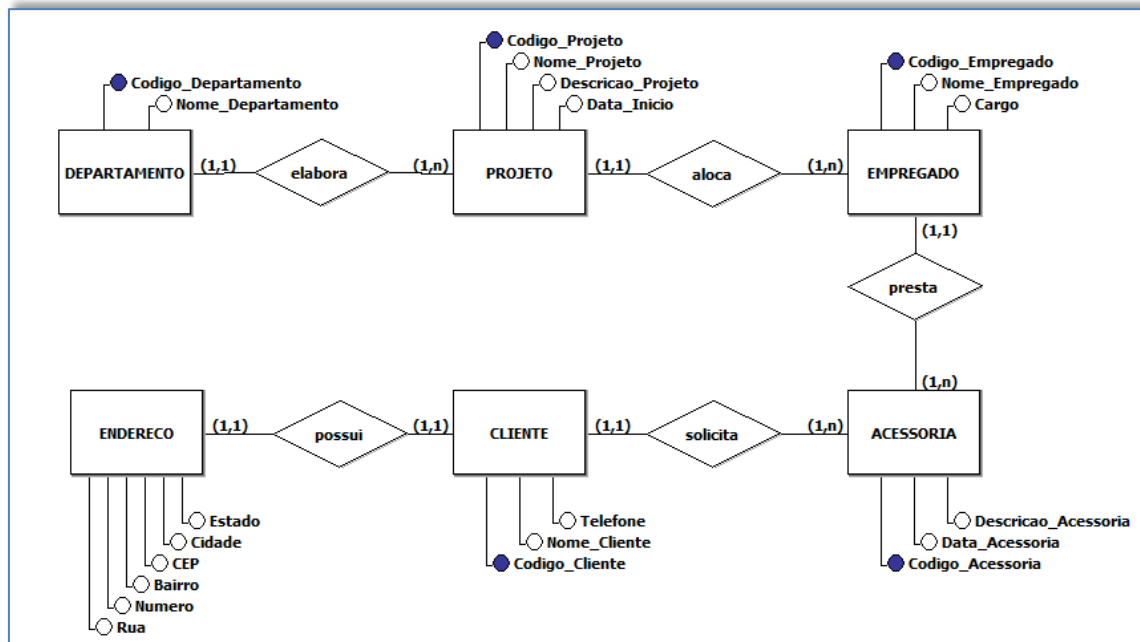 Codigo_Projeto
Nome_Projeto
Descricao_Projeto
Data_Inicio
Codigo_Departamento
Nome_Departamento
Codigo_Empregado
Nome_Empregado
Cargo
DEPARTAMENTO (1,1) elabora (1,n) PROJETO (1,1) aloca (1,n) EMPREGADO
(1,1)
presta
(1,n)
ENDERECO (1,1) possui (1,1) CLIENTE (1,1) solicita (1,n) ACESSORIA
Estado
Cidade
CEP
Bairro
Numero
Rua
Telefone
Nome_Cliente
Codigo_Cliente
Descricao_Acessoria
Data_Acessoria
Codigo_Acessoria